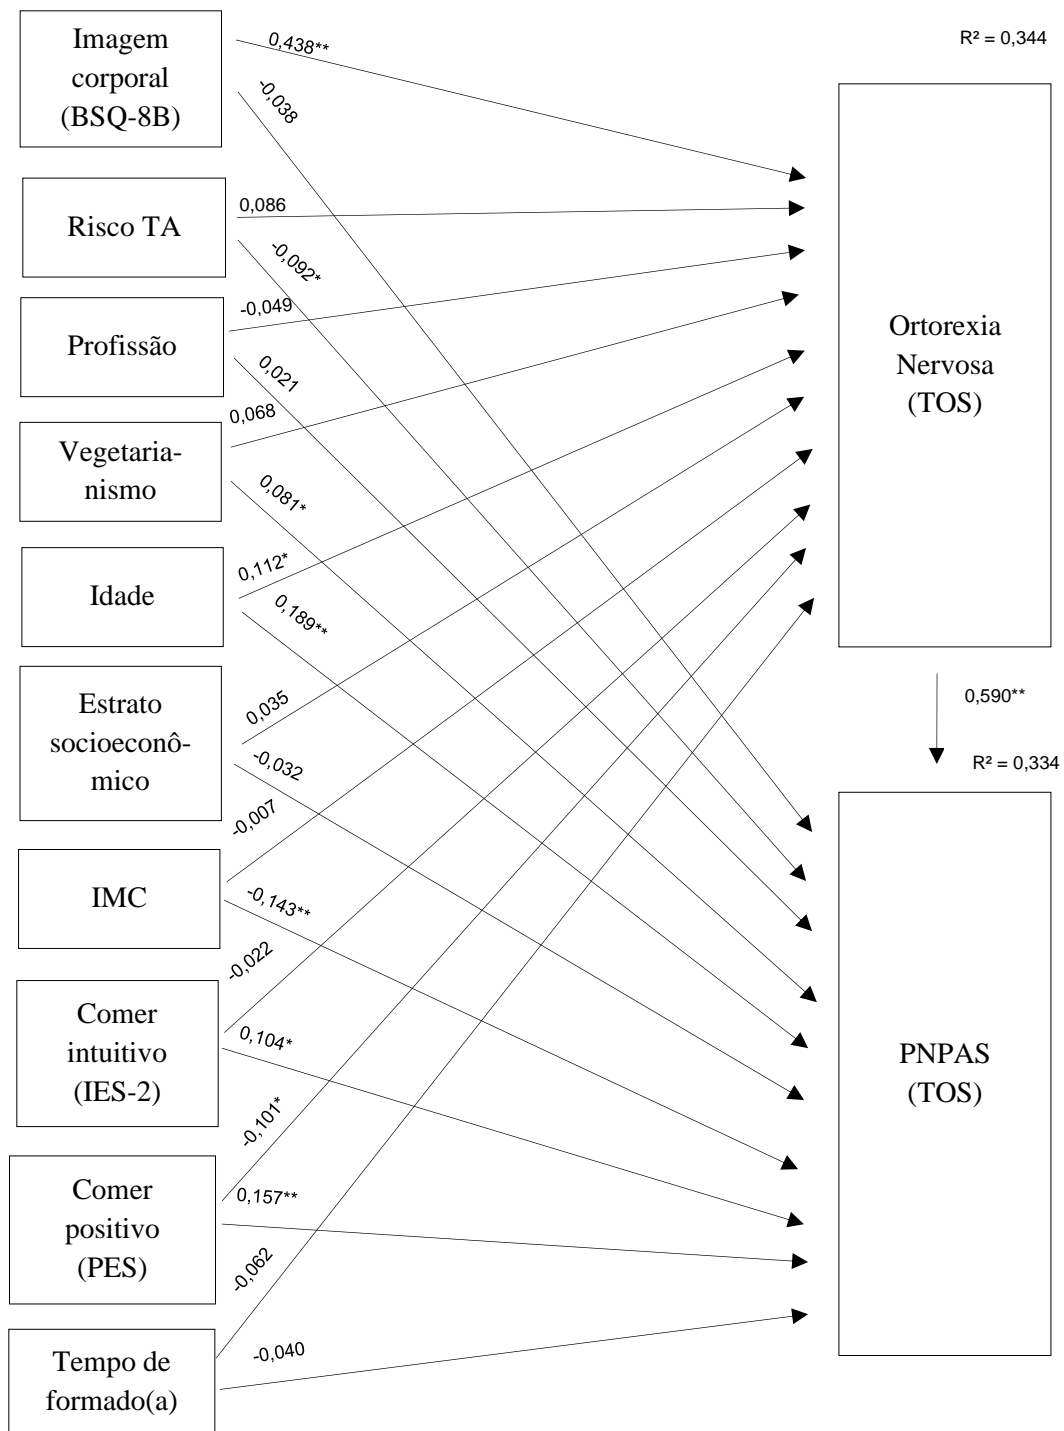 Imagem
corporal
(BSQ-8B)
0,438**
-0,038
R² = 0,344
Risco TA
0,086
-0,092*
Profissão
-0,049
0,021
Ortorexia
Nervosa
(TOS)
Vegetaria-
nismo
0,068
0,081*
Idade
0,112*
0,189**
Estrato
socioeconô-
mico
0,035
-0,032
0,590**
R² = 0,334
IMC
-0,007
-0,143**
Comer
intuitivo
(IES-2)
-0,022
0,104*
PNPAS
(TOS)
Comer
positivo
(PES)
-0,101*
0,157**
Tempo de
formado(a)
-0,062
-0,040